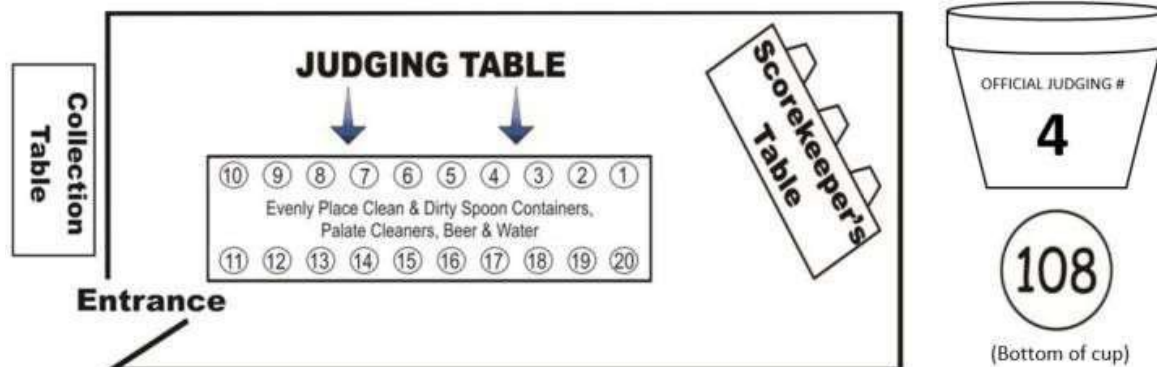 JUDGING TABLE
Collection
Table
10 9 8 7 6 5 4 3 2 1
Evenly Place Clean & Dirty Spoon Containers,
Palate Cleaners, Beer & Water
11 12 13 14 15 16 17 18 19 20
Entrance
Scorekeeper's
Table
OFFICIAL JUDGING #
4
108
(Bottom of cup)